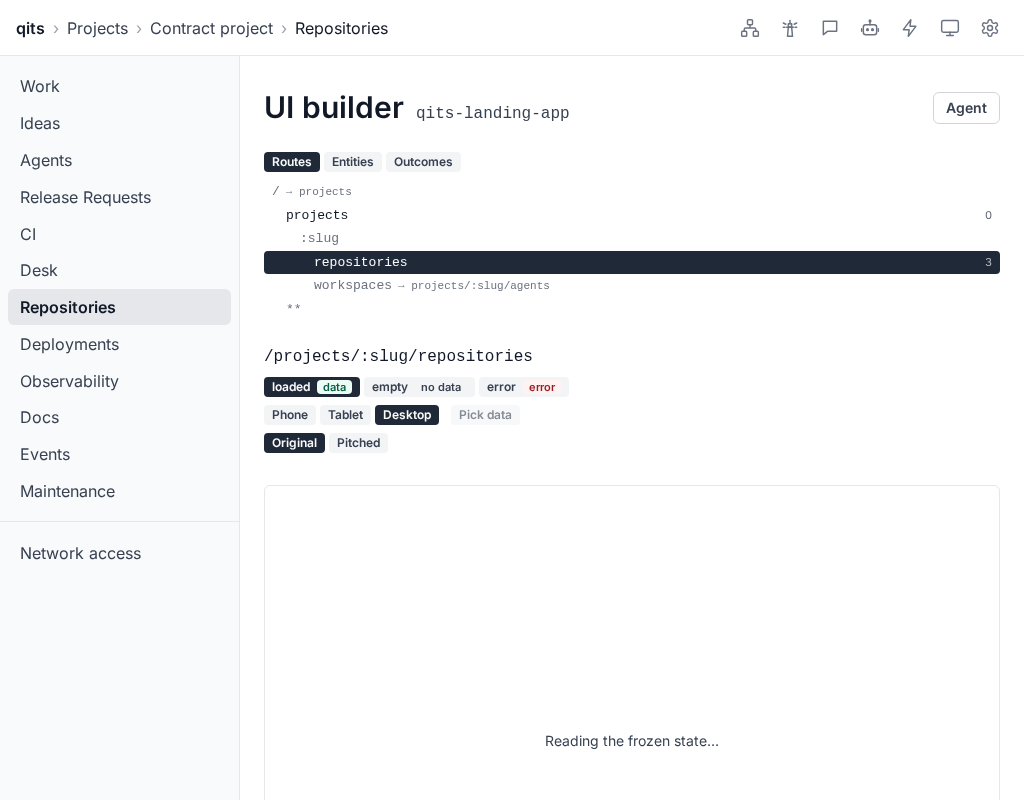 qits › Projects › Contract project › Repositories
Work
Ideas
Agents
Release Requests
CI
Desk
Repositories
Deployments
Observability
Docs
Events
Maintenance
Network access
UI builder qits-landing-app
Agent
Routes Entities Outcomes
/ → projects
projects 0
:slug
repositories 3
workspaces → projects/:slug/agents
**
/projects/:slug/repositories
loaded data empty no data error error
Phone Tablet Desktop Pick data
Original Pitched
Reading the frozen state…